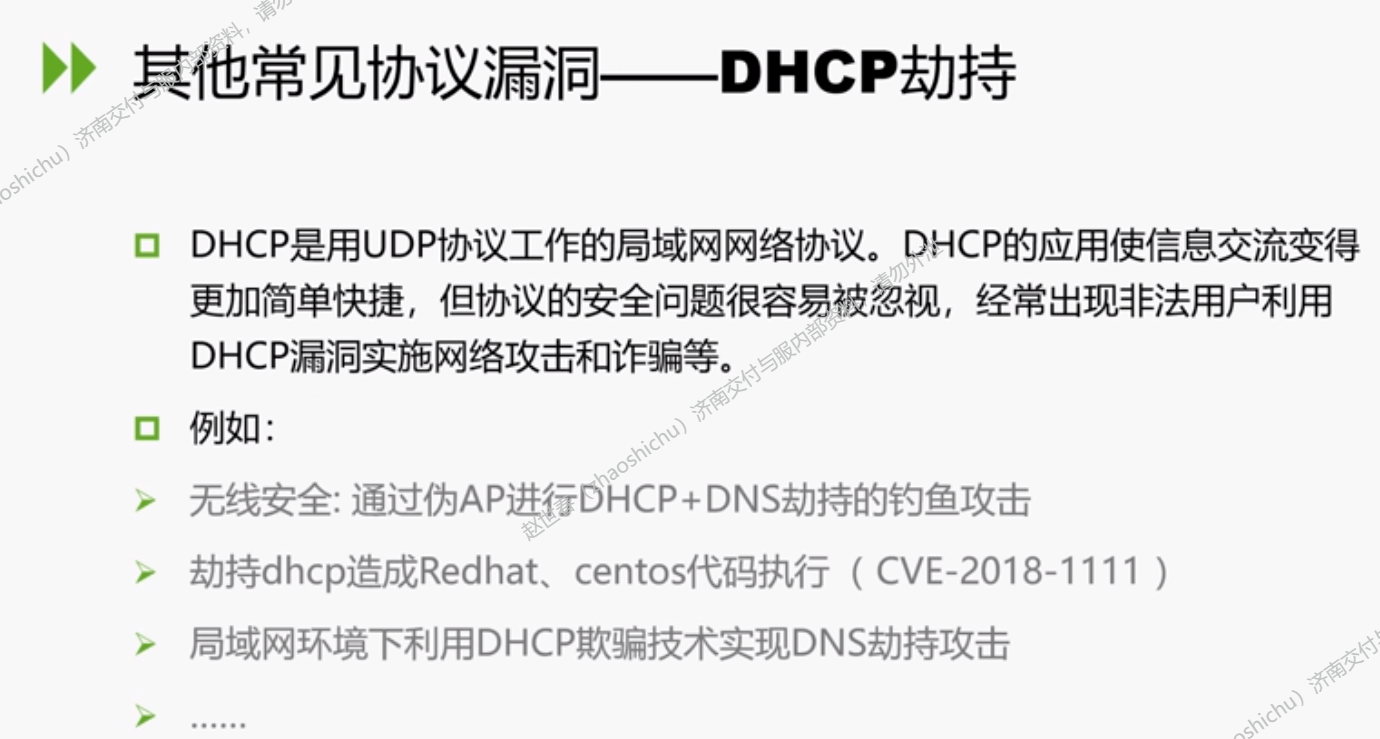 其他常见协议漏洞——DHCP劫持
DHCP是用UDP协议工作的局域网网络协议。DHCP的应用使信息交流变得
更加简单快捷，但协议的安全问题很容易被忽视，经常出现非法用户利用
DHCP漏洞实施网络攻击和诈骗等。
例如：
无线安全: 通过伪AP进行DHCP+DNS劫持的钓鱼攻击
劫持dhcp造成Redhat、centos代码执行（ CVE-2018-1111 ）
局域网环境下利用DHCP欺骗技术实现DNS劫持攻击
......
aoshichu）济南交付与服内部资料，请勿
（zhaoshichu）济南交付与服内部资料，请勿外泄
oshichu）济南交付与